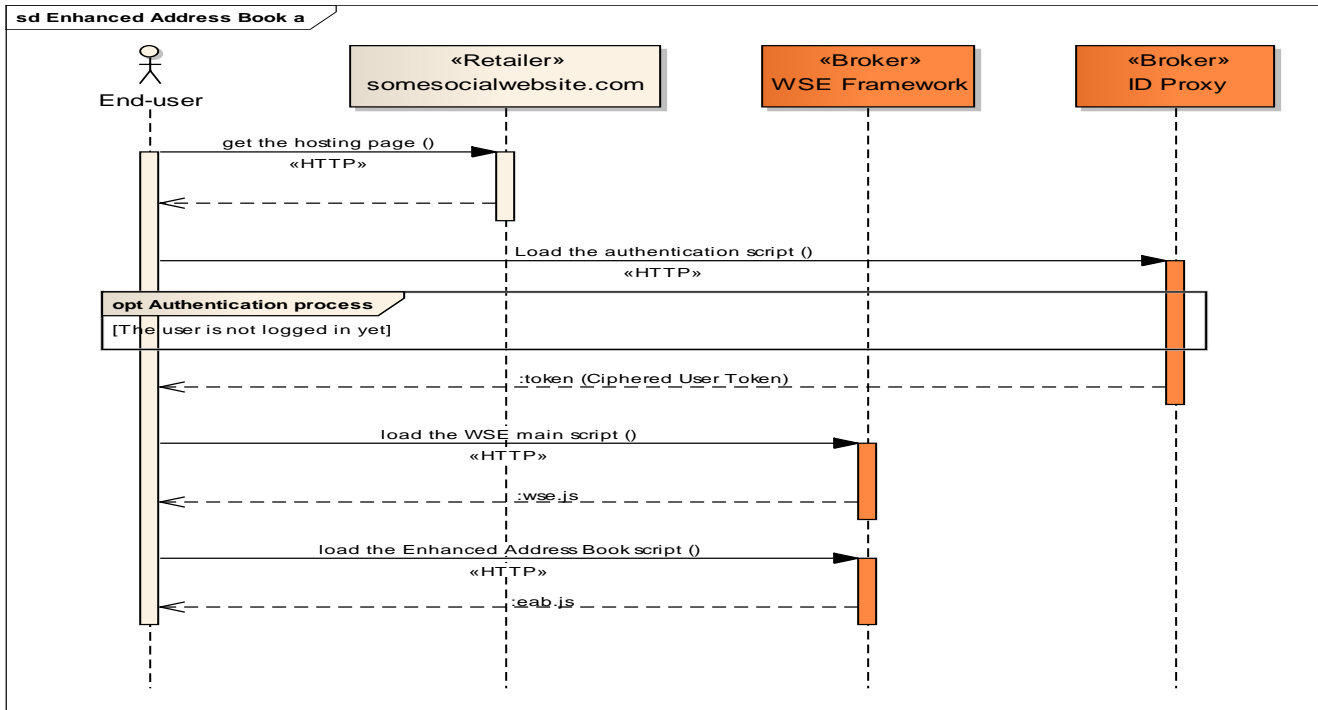 sd Enhanced Address Book a
End-user
«Retailer»
somesocialwebsite.com
«Broker»
WSE Framework
«Broker»
ID Proxy
get the hosting page ()
«HTTP»
Load the authentication script ()
«HTTP»
opt Authentication process
[The user is not logged in yet]
:token (Ciphered User Token)
load the WSE main script ()
«HTTP»
:wse.js
load the Enhanced Address Book script ()
«HTTP»
:eab.js